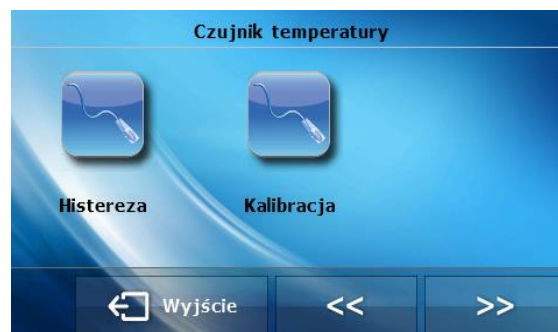 Czujnik temperatury
Histereza Kalibracja
Wyjście << >>